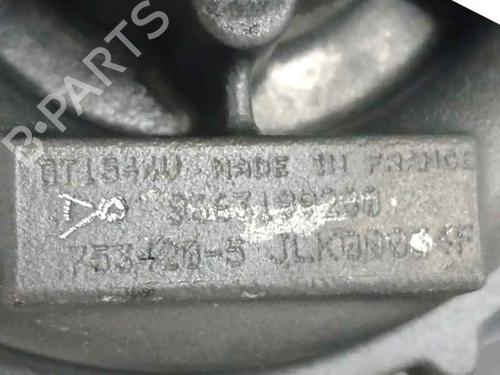 B-PARTS
GT1544V MADE IN FRANCE
9663199280
753420-5